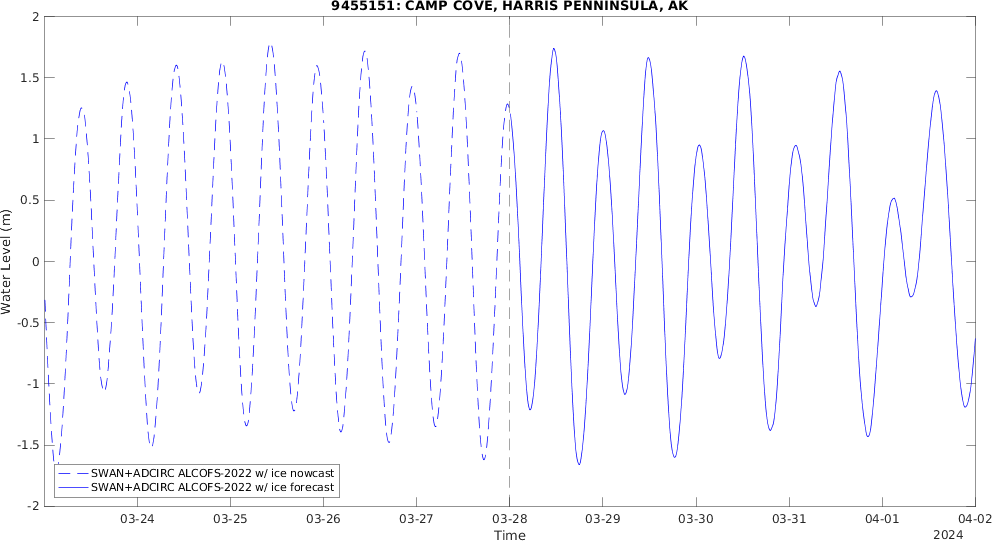 9455151: CAMP COVE, HARRIS PENNINSULA, AK
2
1.5
1
0.5
0
-0.5
-1
-1.5
-2
Water Level (m)
SWAN+ADCIRC ALCOFS-2022 w/ ice nowcast
SWAN+ADCIRC ALCOFS-2022 w/ ice forecast
03-24 03-25 03-26 03-27 03-28 03-29 03-30 03-31 04-01 04-02
Time
2024